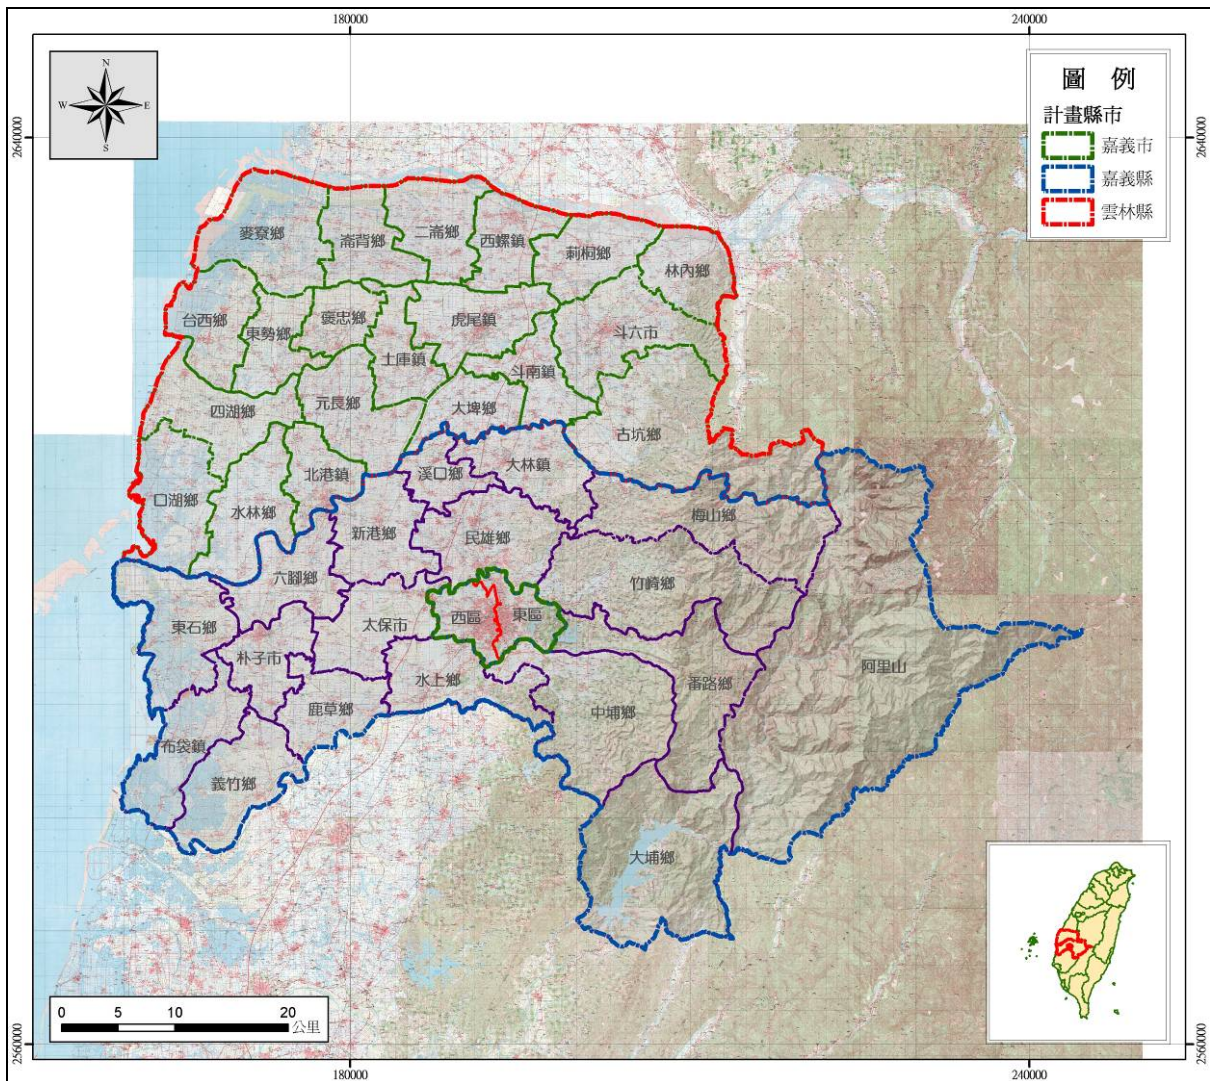 180000
240000
N
W
E
S
圖 例
計畫縣市
嘉義市
嘉義縣
雲林縣
2640000
2640000
麥寮鄉
崙背鄉
二崙鄉
西螺鎮
莿桐鄉
林內鄉
台西鄉
東勢鄉
褒忠鄉
虎尾鎮
土庫鎮
斗六市
斗南鎮
四湖鄉
元長鄉
大埤鄉
古坑鄉
口湖鄉
水林鄉
北港鎮
溪口鄉
大林鎮
梅山鄉
新港鄉
民雄鄉
六腳鄉
竹崎鄉
東石鄉
太保市
西區
東區
朴子市
水上鄉
番路鄉
阿里山
鹿草鄉
中埔鄉
布袋鎮
義竹鄉
大埔鄉
0
5
10
20
公里
2560000
2560000
180000
240000